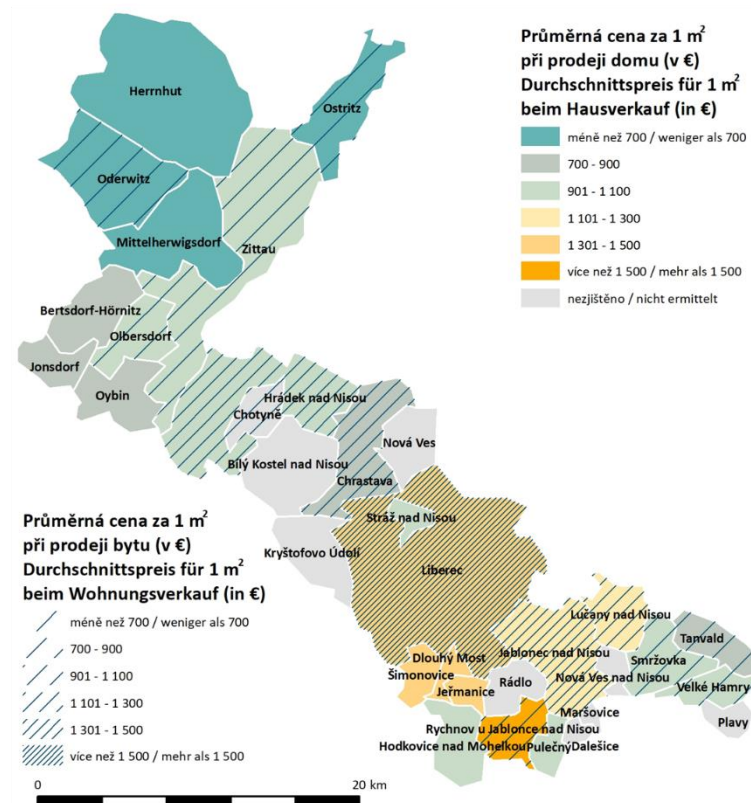 Průměrná cena za 1 m²
při prodeji domu (v €)
Durchschnittspreis für 1 m²
beim Hausverkauf (in €)
méně než 700 / weniger als 700
700 - 900
901 - 1 100
1 101 - 1 300
1 301 - 1 500
více než 1 500 / mehr als 1 500
nezjištěno / nicht ermittelt
Herrnhut
Ostritz
Oderwitz
Mittelherwigsdorf
Zittau
Bertsdorf-Hörnitz
Olbersdorf
Jonsdorf
Oybin
Hrádek nad Nisou
Chotyně
Nová Ves
Bílý Kostel nad Nisou
Chrastava
Stráž nad Nisou
Kryštofovo Údolí
Liberec
Lučany nad Nisou
Tanvald
Dlouhý Most
Jablonec nad Nisou
Smržovka
Šimonovice
Rádlo
Nová Ves nad Nisou
Jeřmanice
Velké Hamry
Maršovice
Plavy
Rychnov u Jablonce nad Nisou
Hodkovice nad Mohelkou
Pulečný
Dalešice
Průměrná cena za 1 m²
při prodeji bytu (v €)
Durchschnittspreis für 1 m²
beim Wohnungsverkauf (in €)
méně než 700 / weniger als 700
700 - 900
901 - 1 100
1 101 - 1 300
1 301 - 1 500
více než 1 500 / mehr als 1 500
0
20 km